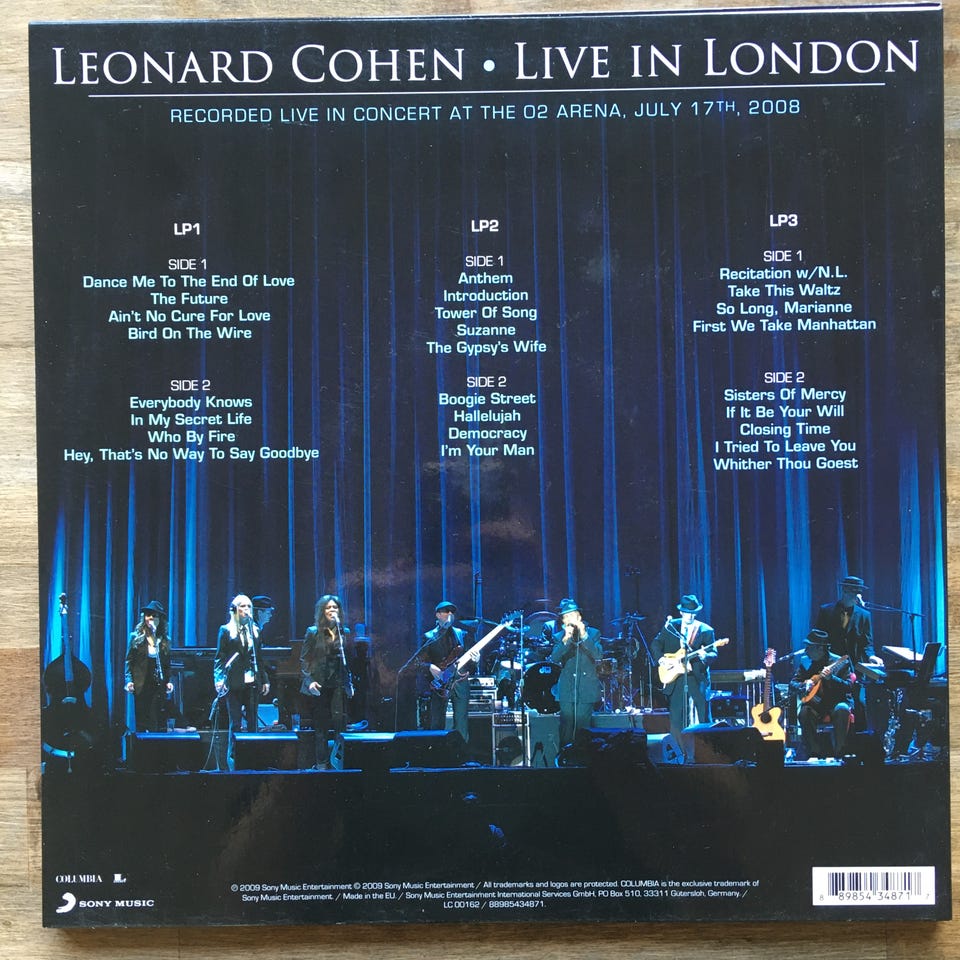 LEONARD COHEN • LIVE IN LONDON
RECORDED LIVE IN CONCERT AT THE O2 ARENA, JULY 17TH, 2008
LP1
SIDE 1
Dance Me To The End Of Love
The Future
Ain't No Cure For Love
Bird On The Wire
SIDE 2
Everybody Knows
In My Secret Life
Who By Fire
Hey, That's No Way To Say Goodbye
LP2
SIDE 1
Anthem
Introduction
Tower Of Song
Suzanne
The Gypsy's Wife
SIDE 2
Boogie Street
Hallelujah
Democracy
I'm Your Man
LP3
SIDE 1
Recitation w/N.L.
Take This Waltz
So Long, Marianne
First We Take Manhattan
SIDE 2
Sisters Of Mercy
If It Be Your Will
Closing Time
I Tried To Leave You
Whither Thou Goest
COLUMBIA
SONY MUSIC
℗ 2009 Sony Music Entertainment © 2009 Sony Music Entertainment / All trademarks and logos are protected. COLUMBIA is the exclusive trademark of
Sony Music Entertainment. / Made in the EU. / Sony Music Entertainment International Services GmbH, PO Box 510, 33311 Gütersloh, Germany. /
LC 00162 / 88985434871.
8 89854 34871 7